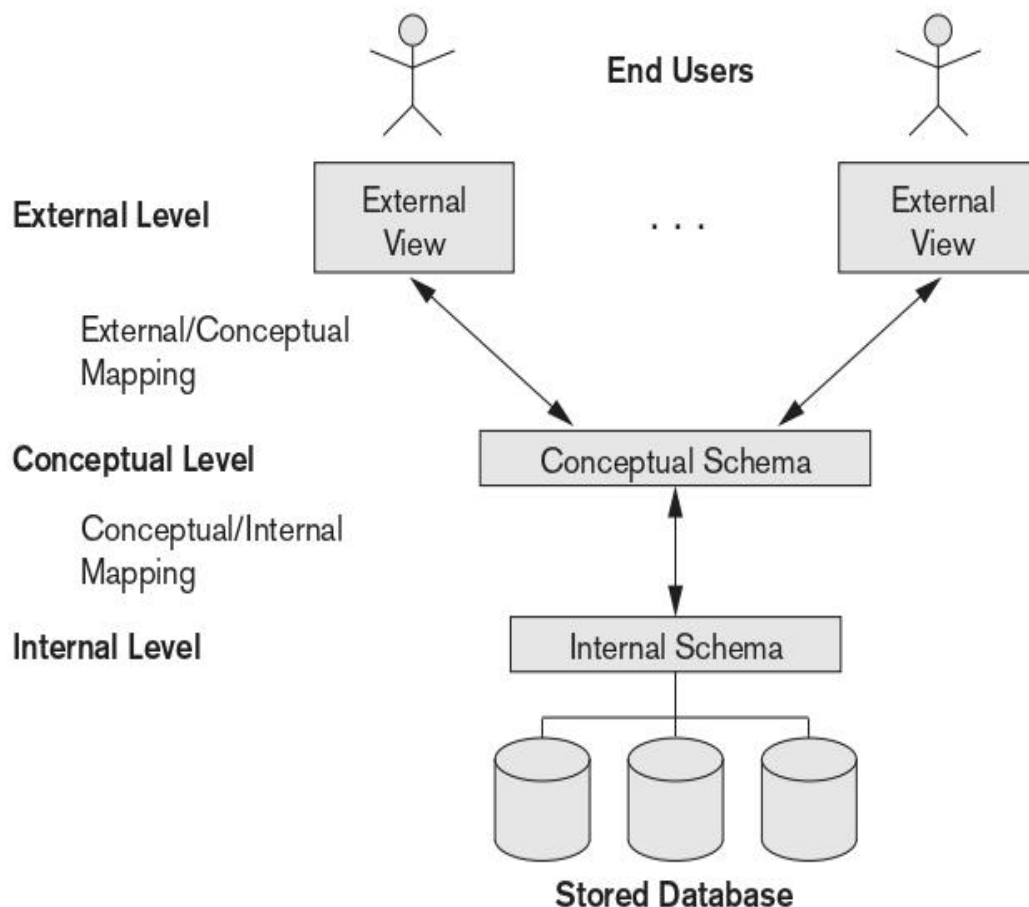 End Users
External Level
External
View
. . .
External
View
External/Conceptual
Mapping
Conceptual Level
Conceptual Schema
Conceptual/Internal
Mapping
Internal Level
Internal Schema
Stored Database